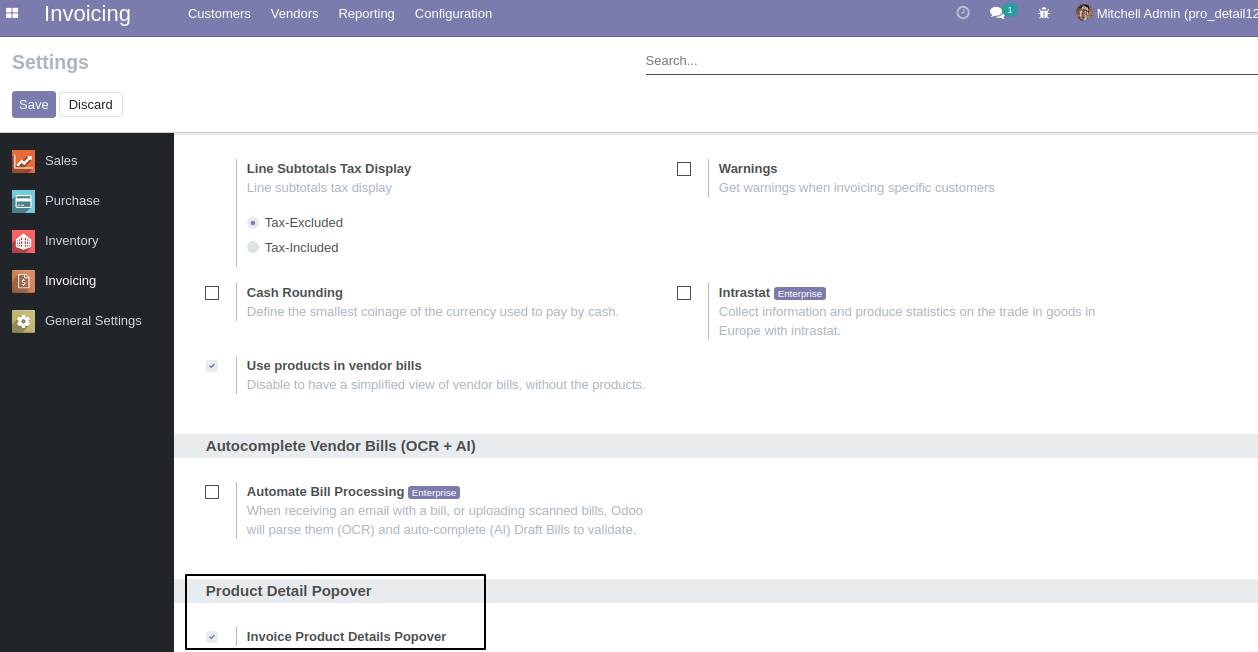 Invoicing
Customers Vendors Reporting Configuration
1
Mitchell Admin (pro_detail12
Settings
Search...
Save Discard
Sales
Purchase
Inventory
Invoicing
General Settings
Line Subtotals Tax Display
Line subtotals tax display
Tax-Excluded
Tax-Included
Warnings
Get warnings when invoicing specific customers
Cash Rounding
Define the smallest coinage of the currency used to pay by cash.
Intrastat Enterprise
Collect information and produce statistics on the trade in goods in
Europe with intrastat.
Use products in vendor bills
Disable to have a simplified view of vendor bills, without the products.
Autocomplete Vendor Bills (OCR + AI)
Automate Bill Processing Enterprise
When receiving an email with a bill, or uploading scanned bills, Odoo
will parse them (OCR) and auto-complete (AI) Draft Bills to validate.
Product Detail Popover
Invoice Product Details Popover